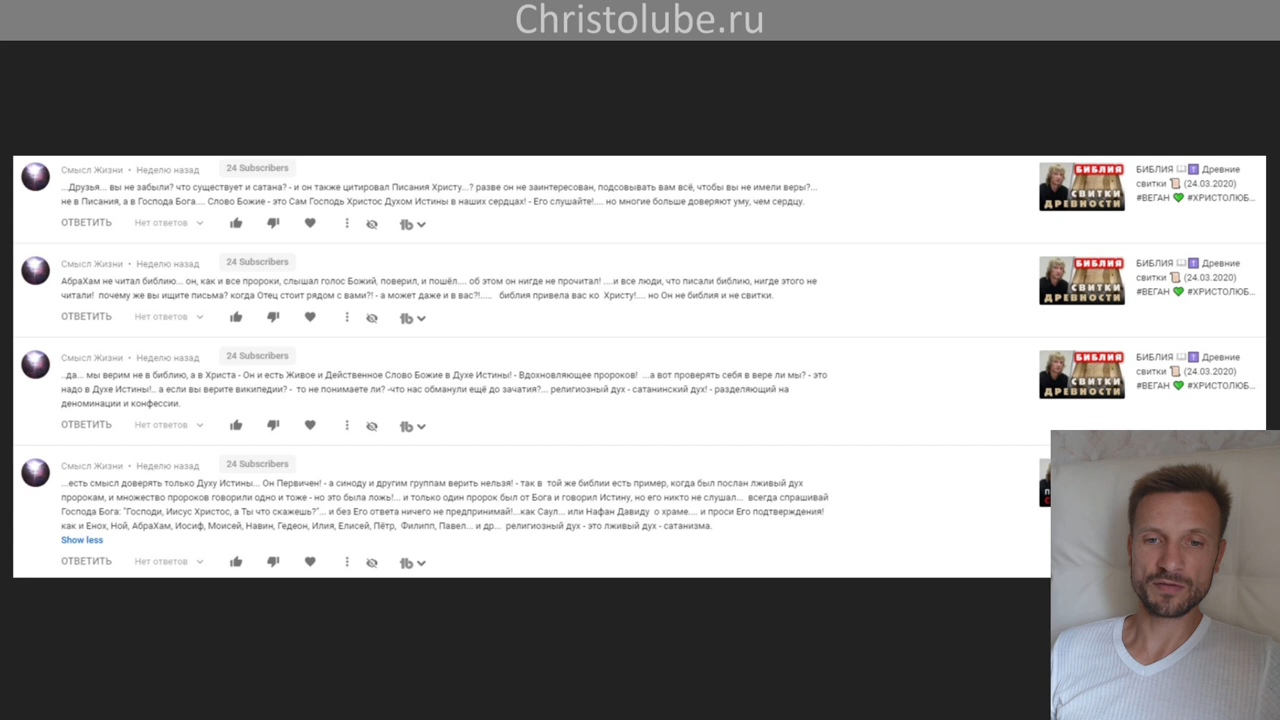 Christolube.ru
Смысл Жизни • Неделю назад 24 Subscribers
...Друзья... вы не забыли? что существует и сатана? - и он также цитировал Писания Христу...? разве он не заинтересован, подсовывать вам всё, чтобы вы не имели веры?...
не в Писания, а в Господа Бога.... Слово Божие - это Сам Господь Христос Духом Истины в наших сердцах! - Его слушайте!.... но многие больше доверяют уму, чем сердцу.
ОТВЕТИТЬ Нет ответов
БИБЛИЯ
СВИТКИ
ДРЕВНОСТИ
БИБЛИЯ 📖✝️ Древние
свитки 📜 (24.03.2020)
#ВЕГАН 💚 #ХРИСТОЛЮБ...
Смысл Жизни • Неделю назад 24 Subscribers
АбраХам не читал библию... он, как и все пророки, слышал голос Божий, поверил, и пошёл.... об этом он нигде не прочитал! ....и все люди, что писали библию, нигде этого не
читали! почему же вы ищите письма? когда Отец стоит рядом с вами?! - а может даже и в вас?!..... библия привела вас ко Христу!.... но Он не библия и не свитки.
ОТВЕТИТЬ Нет ответов
БИБЛИЯ
СВИТКИ
ДРЕВНОСТИ
БИБЛИЯ 📖✝️ Древние
свитки 📜 (24.03.2020)
#ВЕГАН 💚 #ХРИСТОЛЮБ...
Смысл Жизни • Неделю назад 24 Subscribers
..да... мы верим не в библию, а в Христа - Он и есть Живое и Действенное Слово Божие в Духе Истины! - Вдохновляющее пророков! ...а вот проверять себя в вере ли мы? - это
надо в Духе Истины!.. а если вы верите википедии? - то не понимаете ли? -что нас обманули ещё до зачатия?... религиозный дух - сатанинский дух! - разделяющий на
деноминации и конфессии.
ОТВЕТИТЬ Нет ответов
БИБЛИЯ
СВИТКИ
ДРЕВНОСТИ
БИБЛИЯ 📖✝️ Древние
свитки 📜 (24.03.2020)
#ВЕГАН 💚 #ХРИСТОЛЮБ...
Смысл Жизни • Неделю назад 24 Subscribers
...есть смысл доверять только Духу Истины... Он Первичен! - а синоду и другим группам верить нельзя! - так в той же библии есть пример, когда был послан лживый дух
пророкам, и множество пророков говорили одно и тоже - но это была ложь!... и только один пророк был от Бога и говорил Истину, но его никто не слушал... всегда спрашивай
Господа Бога: "Господи, Иисус Христос, а Ты что скажешь?"... и без Его ответа ничего не предпринимай!...как Саул... или Нафан Давиду о храме.... и проси Его подтверждения!
как и Енох, Ной, АбраХам, Иосиф, Моисей, Навин, Гедеон, Илия, Елисей, Пётр, Филипп, Павел... и др... религиозный дух - это лживый дух - сатанизма.
Show less
ОТВЕТИТЬ Нет ответов